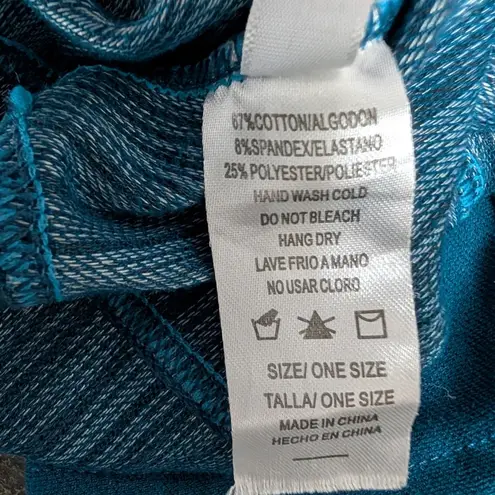 67%COTTON/ALGODON
8%SPANDEX/ELASTANO
25% POLYESTER/POLIESTER
HAND WASH COLD
DO NOT BLEACH
HANG DRY
LAVE FRIO A MANO
NO USAR CLORO
SIZE/ ONE SIZE
TALLA/ ONE SIZE
MADE IN CHINA
HECHO EN CHINA